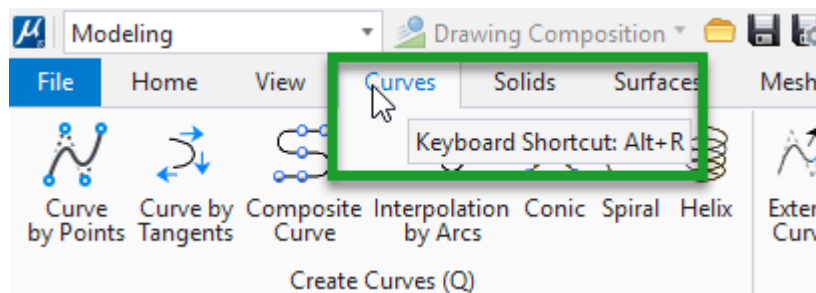 Modeling Drawing Composition
File Home View Curves Solids Surfaces Mesh
Keyboard Shortcut: Alt+R
Curve Curve by Composite Interpolation Conic Spiral Helix
by Points Tangents Curve by Arcs
Curv
Create Curves (Q)